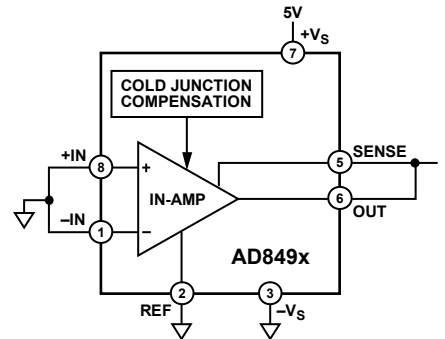 5V
+VS
7
COLD JUNCTION
COMPENSATION
+IN
8
+
5
SENSE
IN-AMP
6
OUT
–IN
1
–
AD849x
2
3
REF
–VS